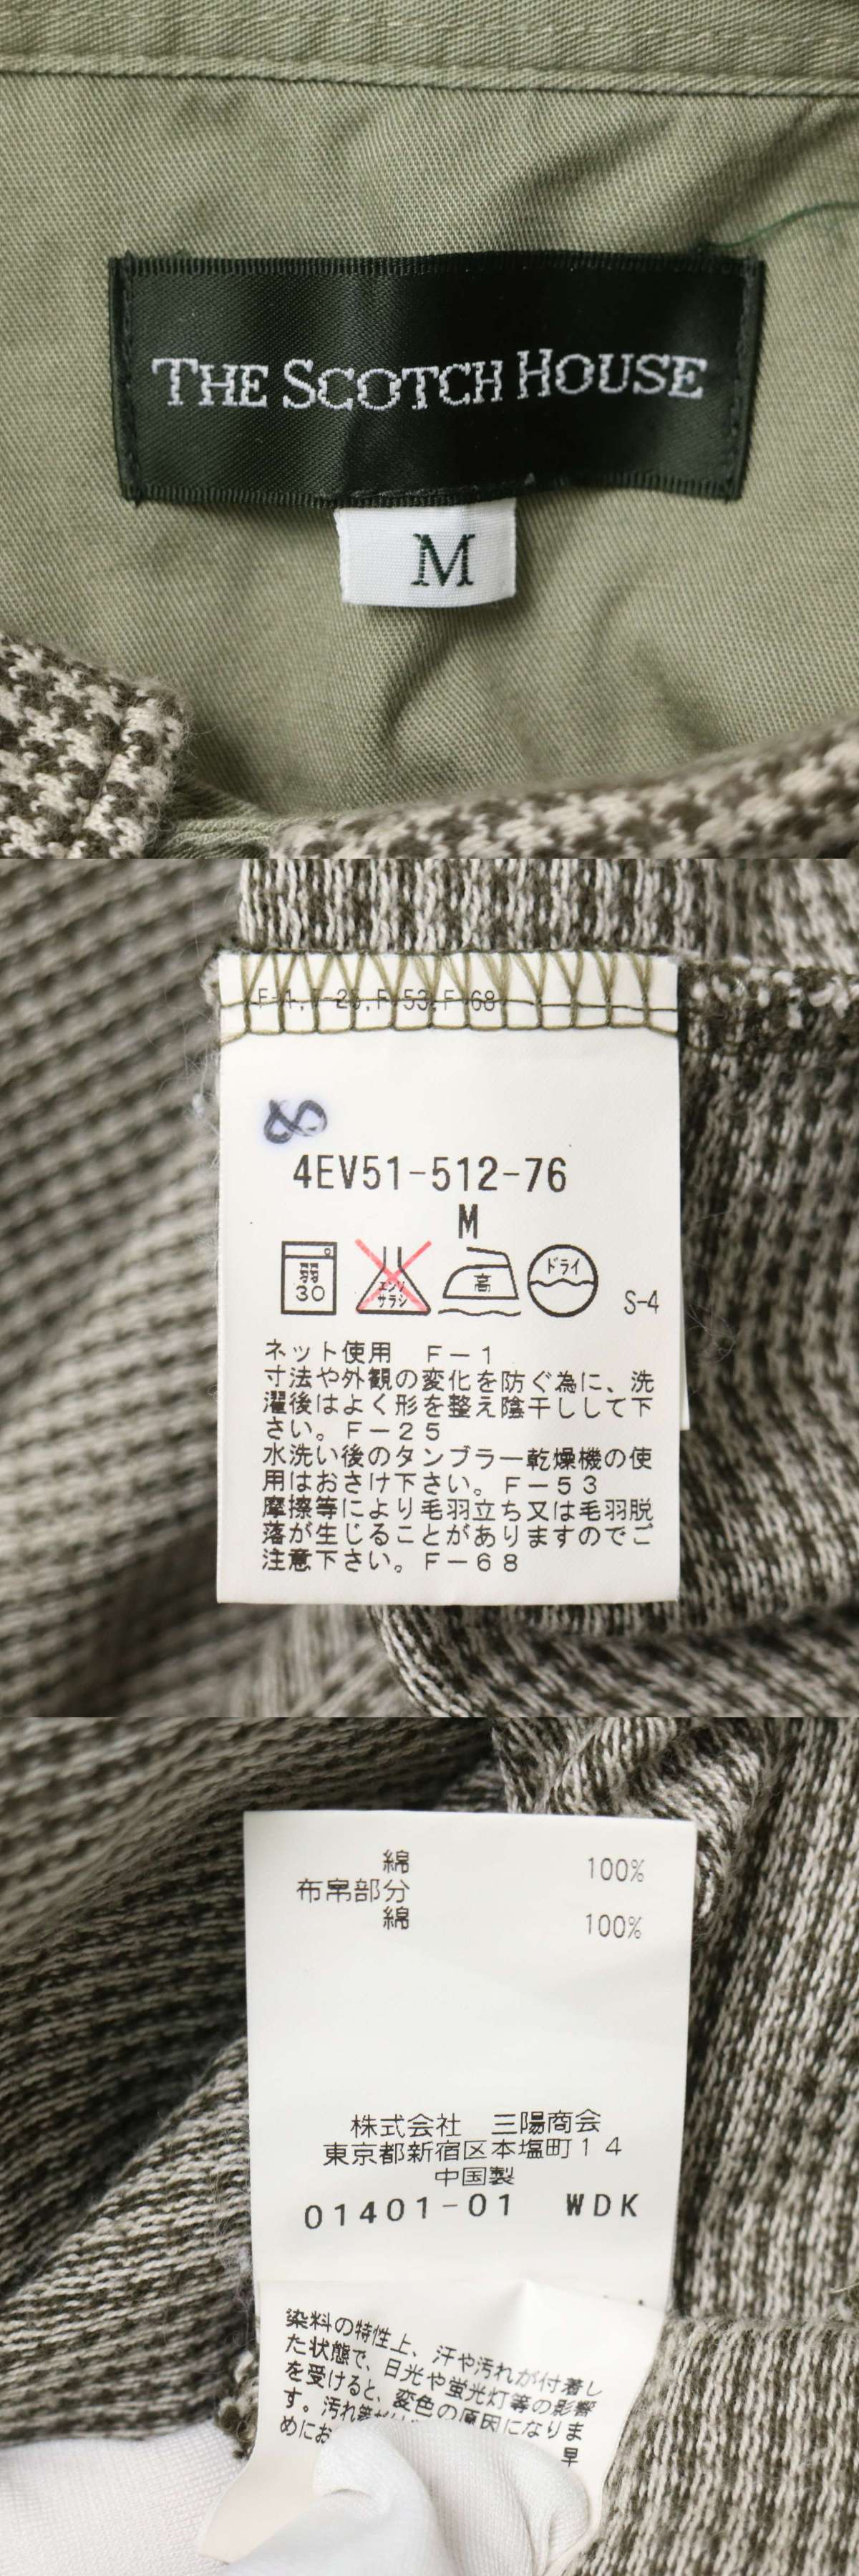 THE SCOTCH HOUSE
M
F-1,F-25,F-53,F-68
8
4EV51-512-76
M
弱
30
エンソ
サラシ
高
ドライ
S-4
ネット使用 F-1
寸法や外観の変化を防ぐ為に、洗
濯後はよく形を整え陰干しして下
さい。F-25
水洗い後のタンブラー乾燥機の使
用はおさけ下さい。F-53
摩擦等により毛羽立ち又は毛羽脱
落が生じることがありますのでご
注意下さい。F-68
綿 100%
布帛部分
綿 100%
株式会社 三陽商会
東京都新宿区本塩町14
中国製
01401-01 WDK
染料の特性上、汗や汚れが付着し
た状態で、日光や蛍光灯等の影響
を受けると、変色の原因になりま
す。汚れ等が
めにお 早